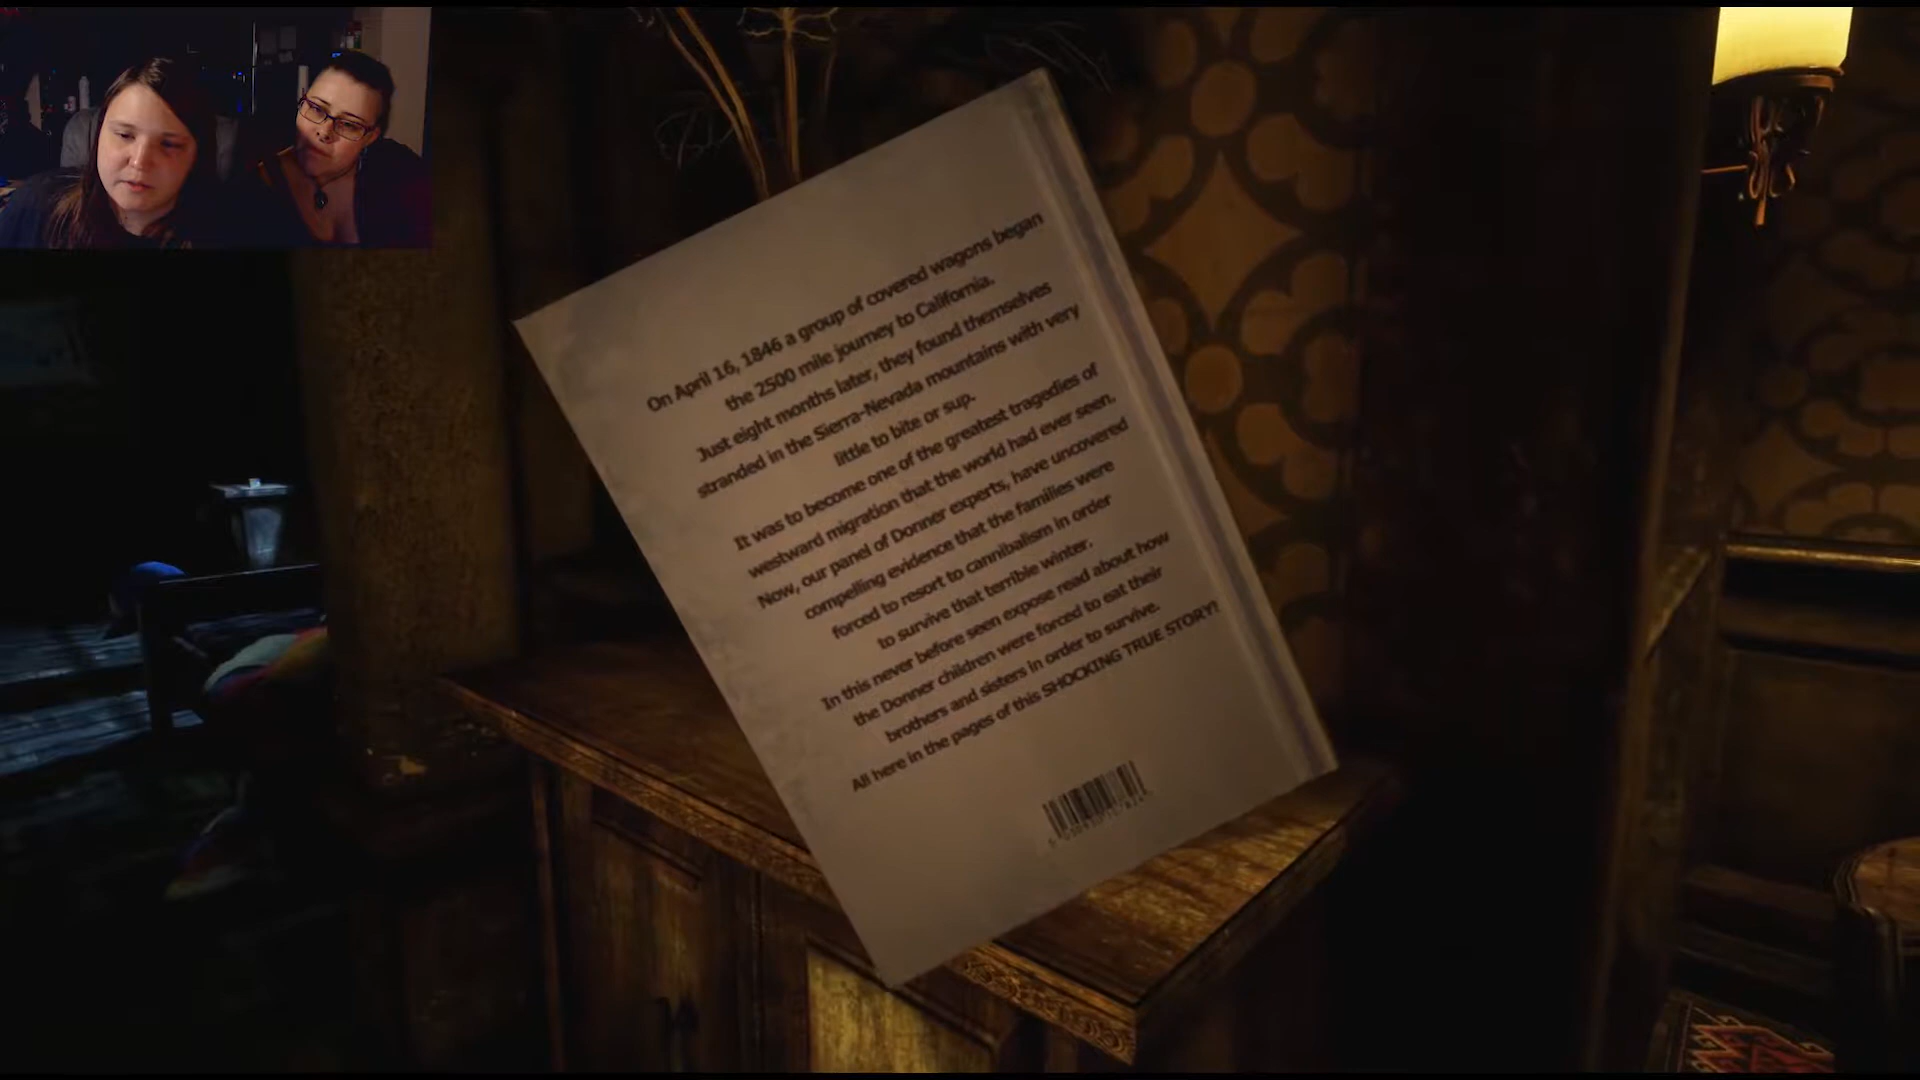 On April 16, 1846 a group of covered wagons began
the 2500 mile journey to California.
Just eight months later, they found themselves
stranded in the Sierra-Nevada mountains with very
little to bite or sup.
It was to become one of the greatest tragedies of
westward migration that the world had ever seen.
Now, our panel of Donner experts, have uncovered
compelling evidence that the families were
forced to resort to cannibalism in order
to survive that terrible winter.
In this never before seen expose read about how
the Donner children were forced to eat their
brothers and sisters in order to survive.
All here in the pages of this SHOCKING TRUE STORY!